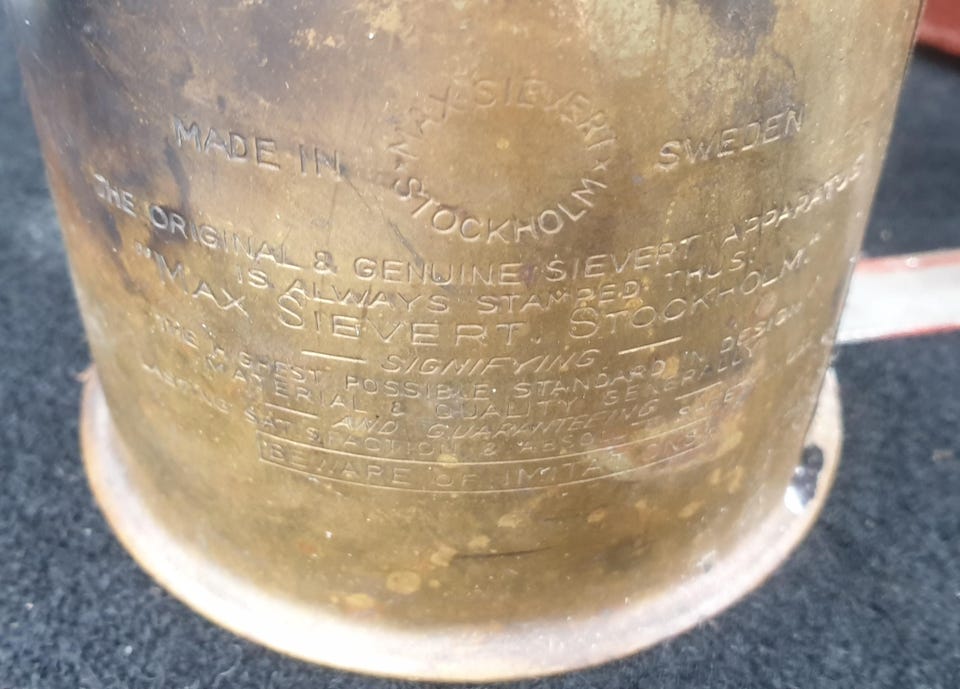 MAX SIEVERT
MADE IN SWEDEN
★ STOCKHOLM ★
THE ORIGINAL & GENUINE SIEVERT APPARATUS
IS ALWAYS STAMPED THUS:
"MAX SIEVERT, STOCKHOLM."
SIGNIFYING
THE HIGHEST POSSIBLE STANDARD IN DESIGN,
MATERIAL & QUALITY GENERALLY
AND GUARANTEEING
SATISFACTION &
BEWARE OF IMITATIONS